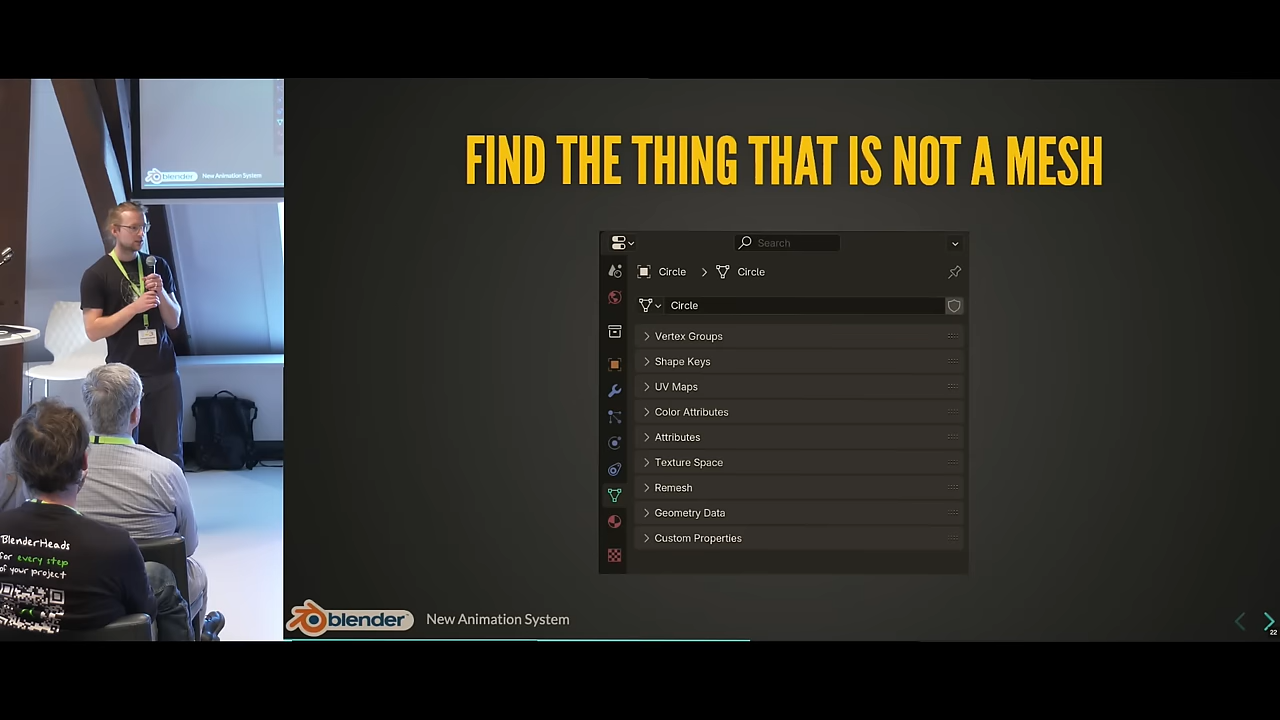 FIND THE THING THAT IS NOT A MESH
Search
Circle > Circle
Circle
Vertex Groups
Shape Keys
UV Maps
Color Attributes
Attributes
Texture Space
Remesh
Geometry Data
Custom Properties
blender New Animation System
22
blender New Animation System
BlenderHeads
for every step
of your project